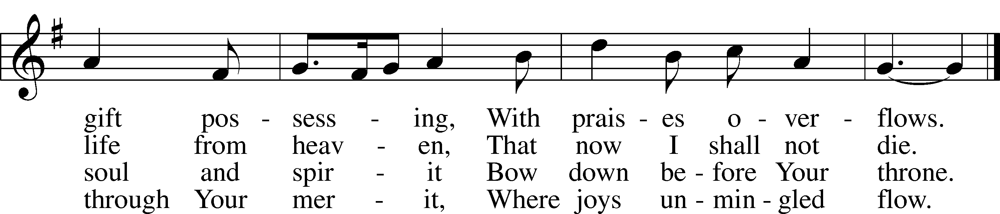 gift pos - sess - ing, With prais - es o - ver - flows.
life from heav - en, That now I shall not die.
soul and spir - it Bow down be - fore Your throne.
through Your mer - it, Where joys un - min - gled flow.